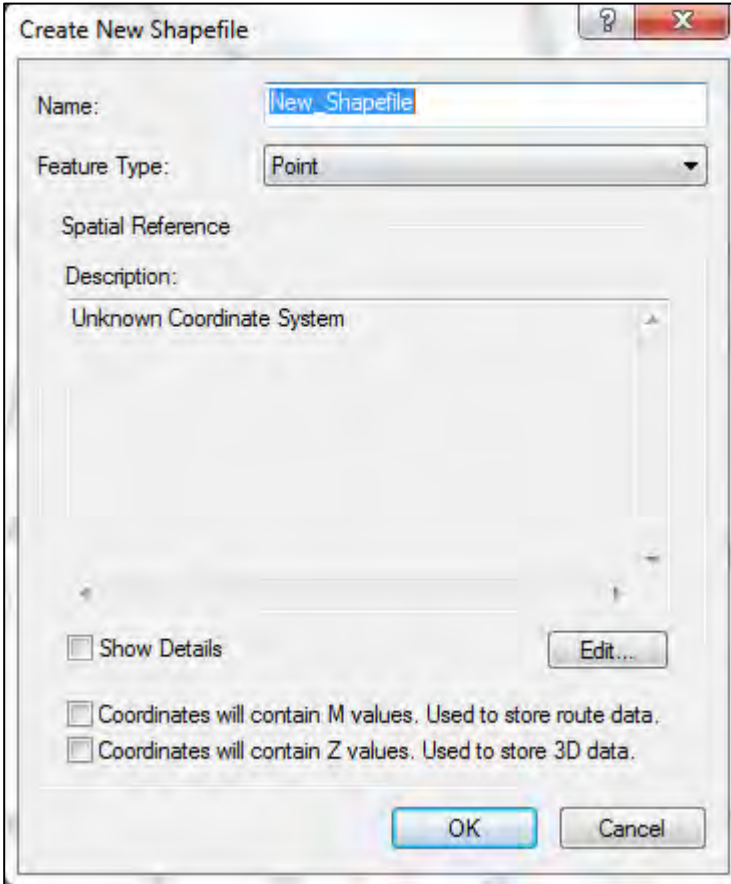 Create New Shapefile
Name: New_Shapefile
Feature Type: Point
Spatial Reference
Description:
Unknown Coordinate System
Show Details Edit...
Coordinates will contain M values. Used to store route data.
Coordinates will contain Z values. Used to store 3D data.
OK Cancel